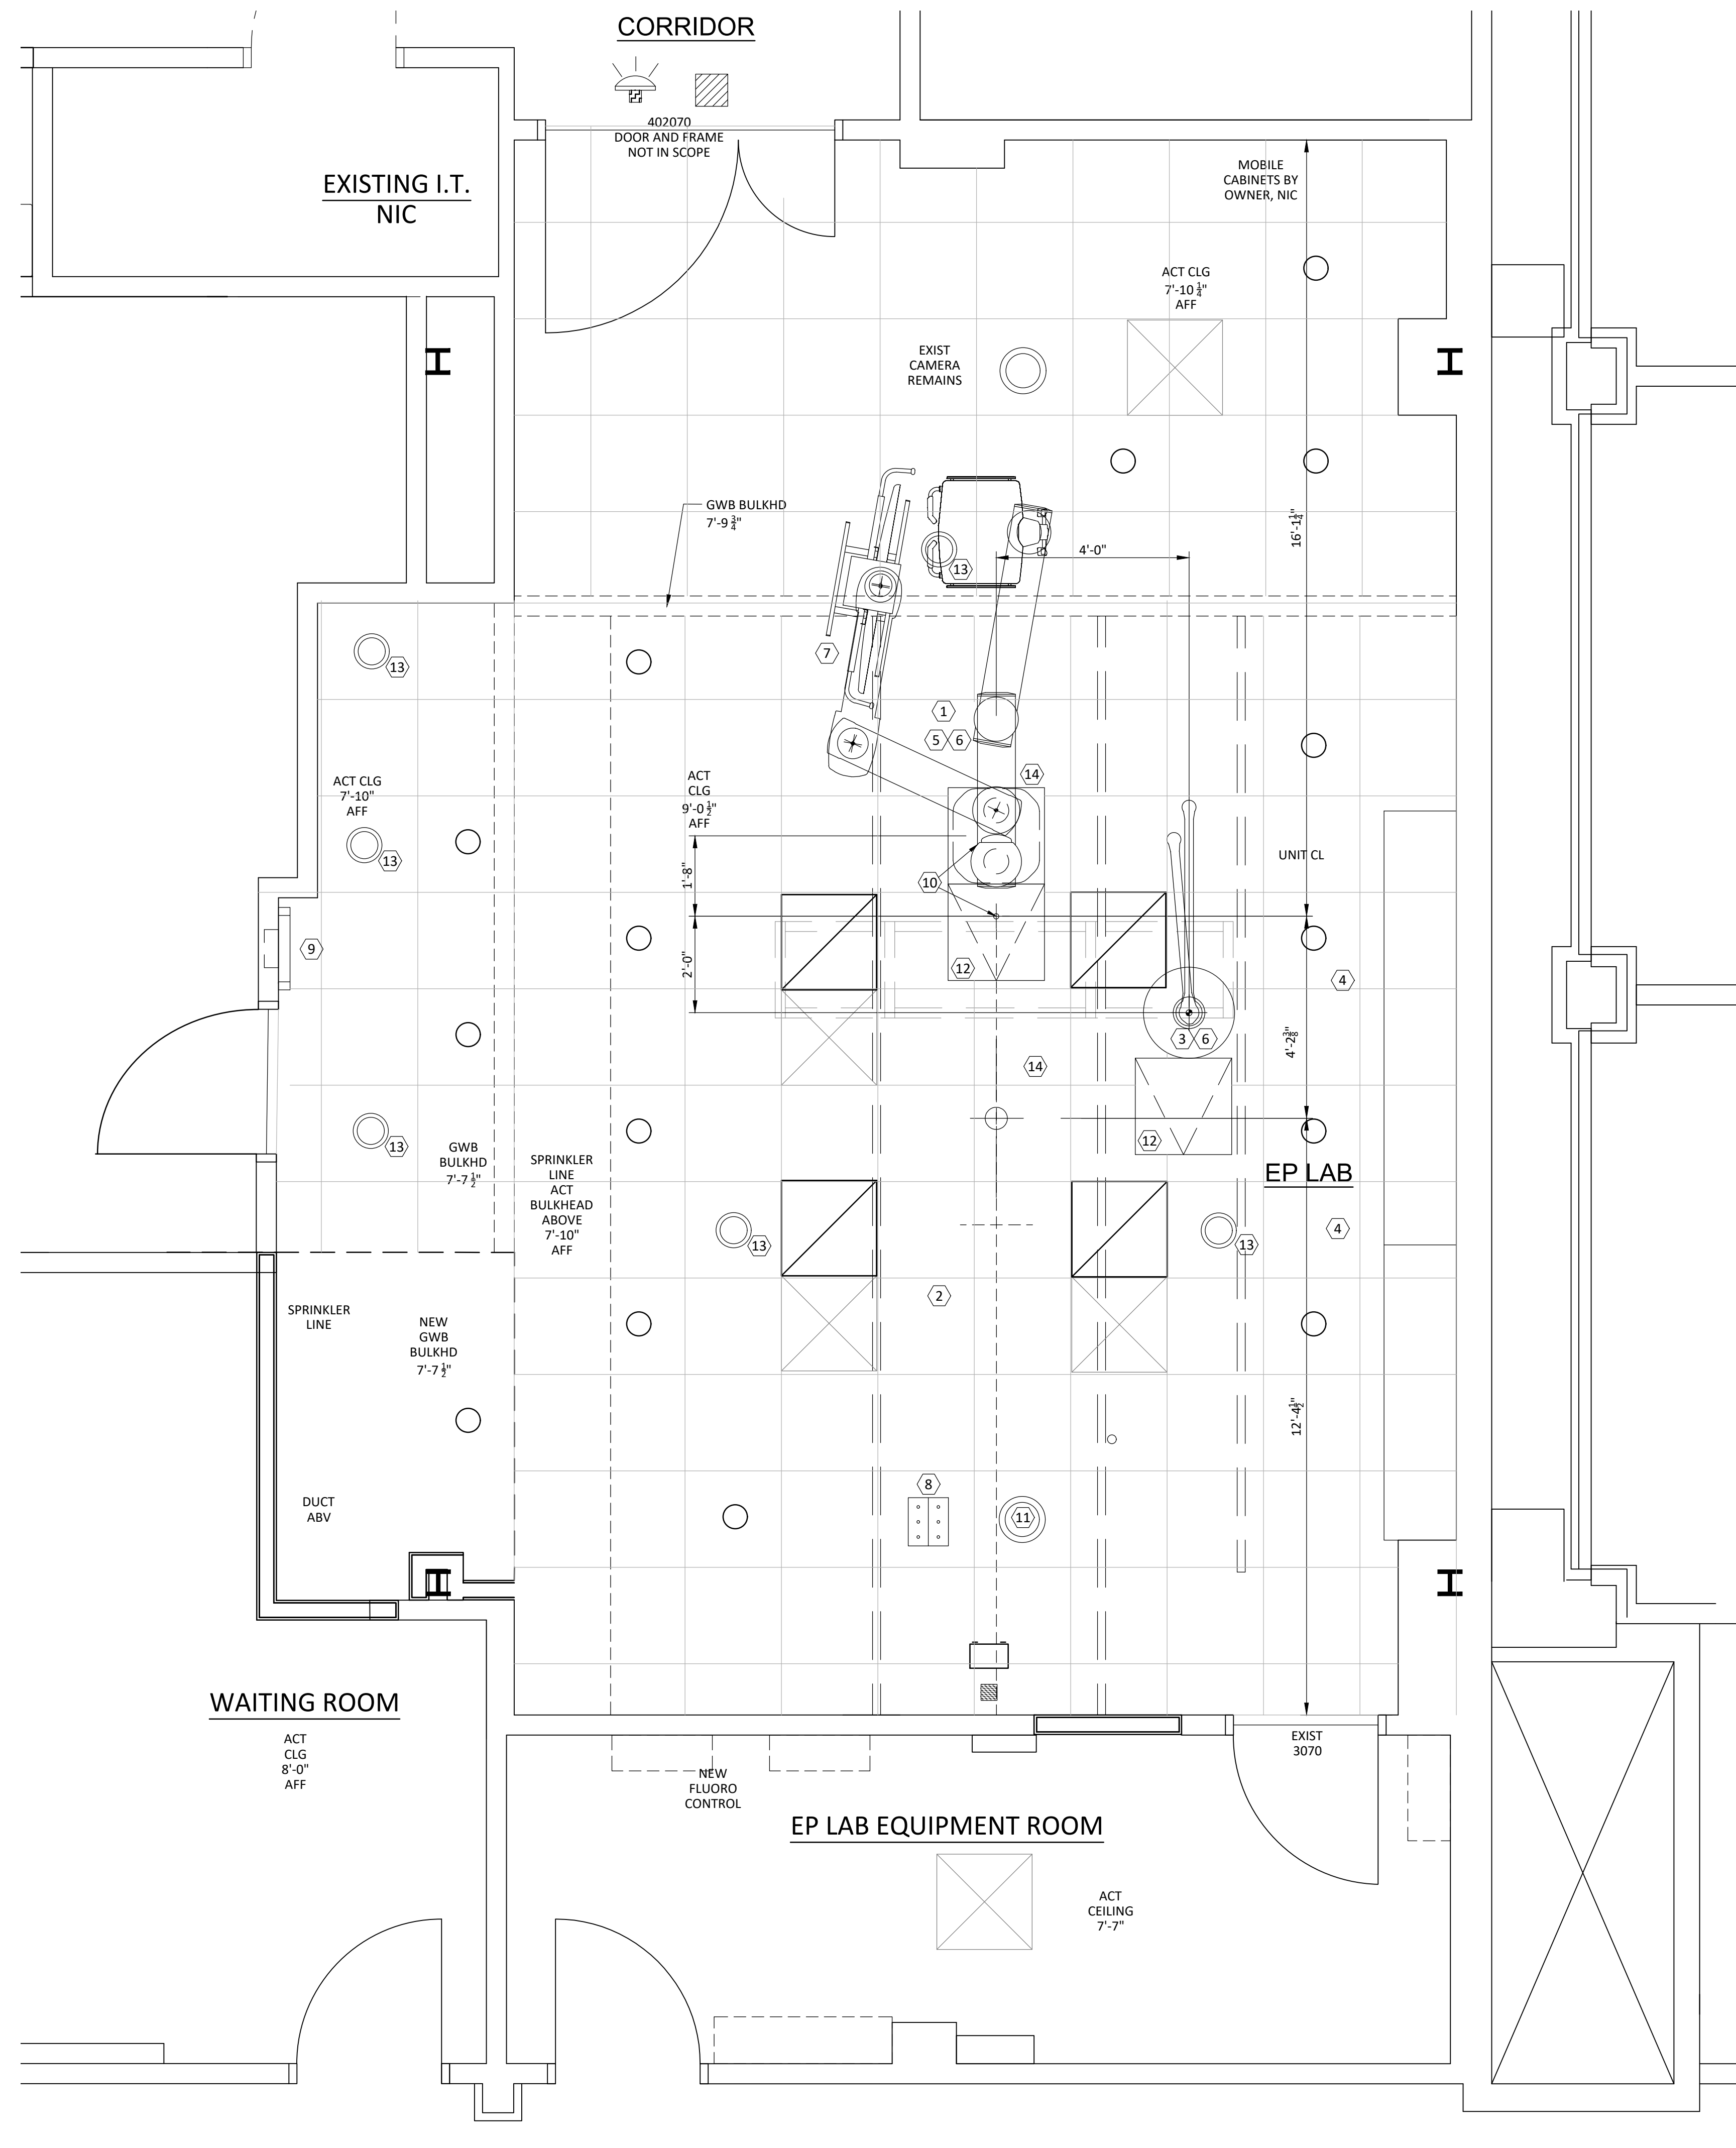 CORRIDOR
402070
DOOR AND FRAME
NOT IN SCOPE
EXISTING I.T.
NIC
MOBILE
CABINETS BY
OWNER, NIC
ACT CLG
7'-10 1/4"
AFF
EXIST
CAMERA
REMAINS
GWB BULKHD
7'-9 3/4"
16'-1 1/4"
4'-0"
13
7
13
1
5 6
14
ACT CLG
7'-10"
AFF
ACT
CLG
9'-0 1/2"
AFF
13
UNIT CL
1'-8"
10
9
2'-0"
12
4
3 6
4'-2 3/8"
14
13
12
GWB
BULKHD
7'-7 1/2"
SPRINKLER
LINE
ACT
BULKHEAD
ABOVE
7'-10"
AFF
EP LAB
4
13
13
2
SPRINKLER
LINE
NEW
GWB
BULKHD
7'-7 1/2"
12'-4 1/2"
8
11
DUCT
ABV
WAITING ROOM
ACT
CLG
8'-0"
AFF
EXIST
3070
NEW
FLUORO
CONTROL
EP LAB EQUIPMENT ROOM
ACT
CEILING
7'-7"